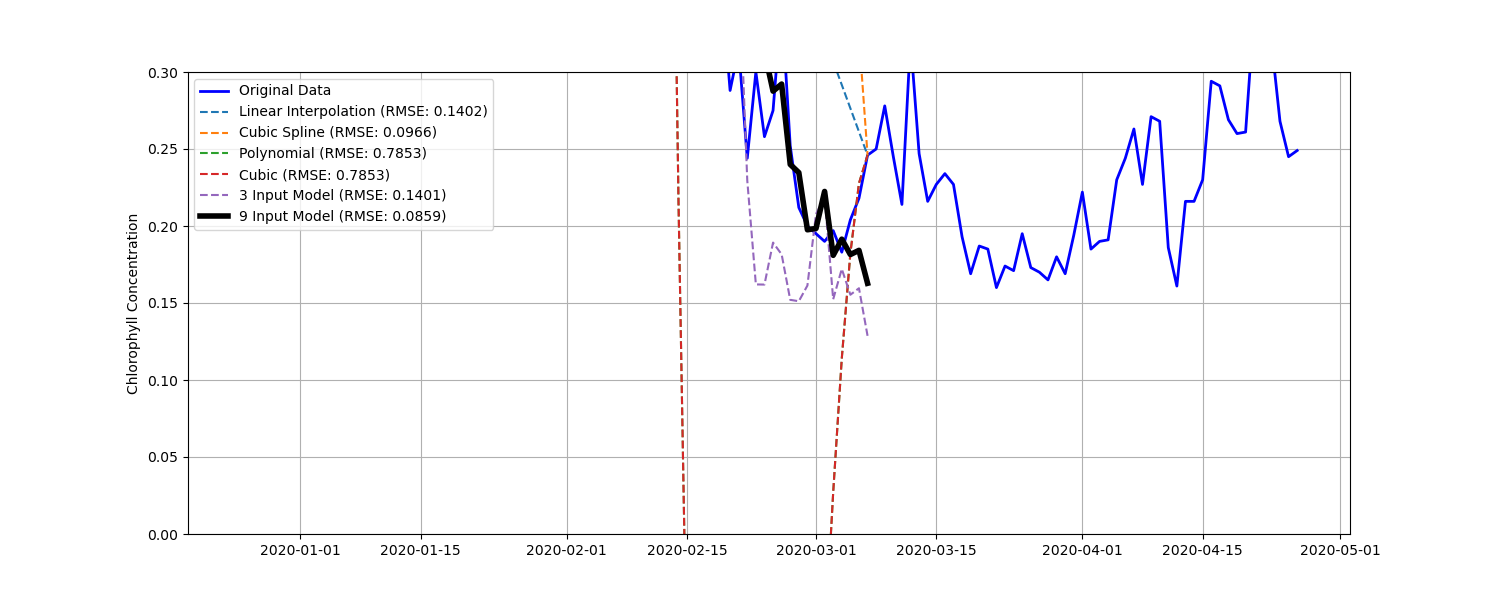 0.30
0.25
0.20
0.15
0.10
0.05
0.00
Chlorophyll Concentration
Original Data
Linear Interpolation (RMSE: 0.1402)
Cubic Spline (RMSE: 0.0966)
Polynomial (RMSE: 0.7853)
Cubic (RMSE: 0.7853)
3 Input Model (RMSE: 0.1401)
9 Input Model (RMSE: 0.0859)
2020-01-01 2020-01-15 2020-02-01 2020-02-15 2020-03-01 2020-03-15 2020-04-01 2020-04-15 2020-05-01